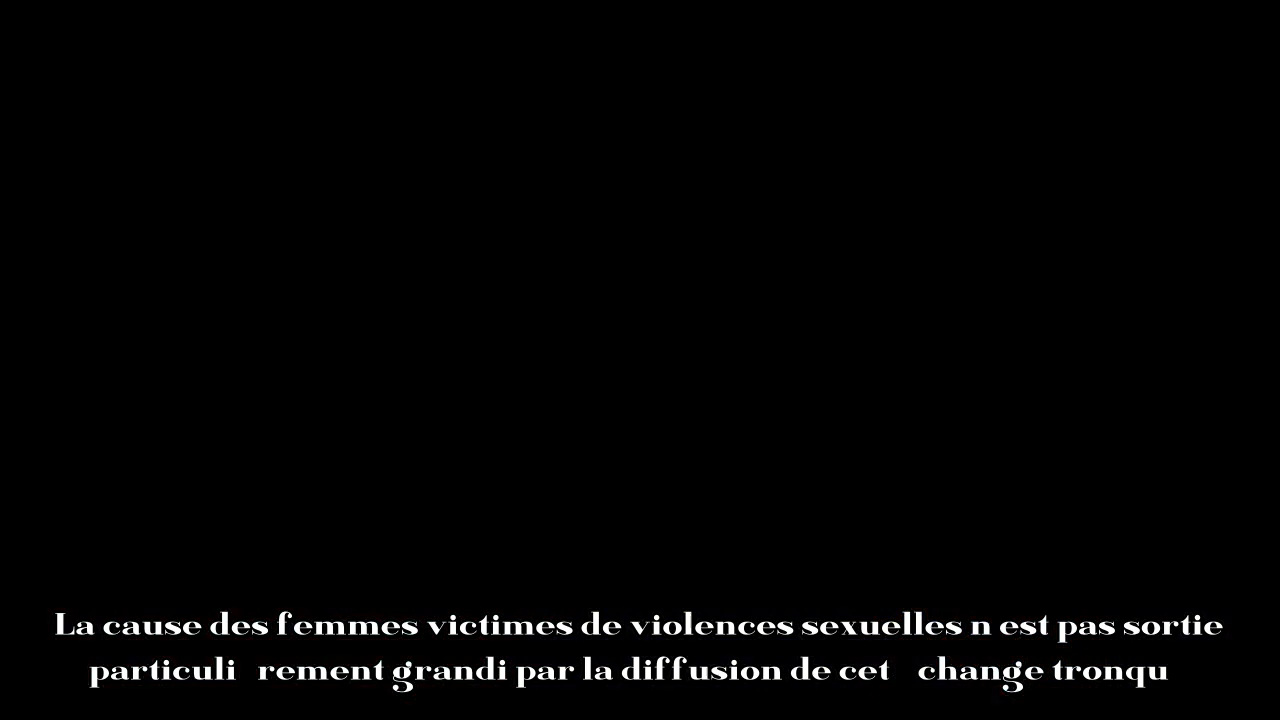 La cause des femmes victimes de violences sexuelles n est pas sortie
particuli rement grandi par la diffusion de cet change tronqu